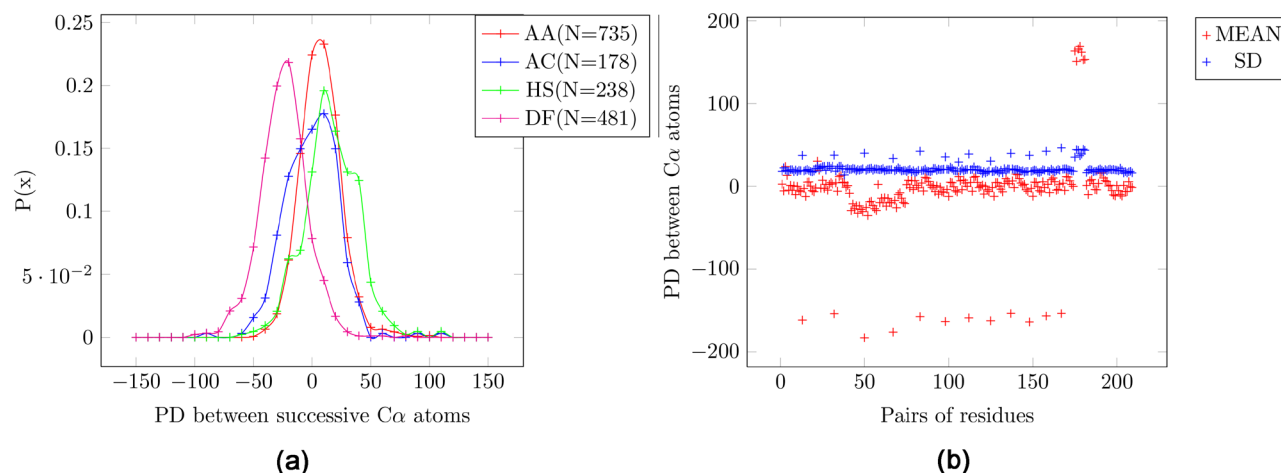 0.25
0.2
0.15
0.1
5 · 10−2
0
P(x)
−150 −100 −50 0 50 100 150
PD between successive Cα atoms
AA(N=735)
AC(N=178)
HS(N=238)
DF(N=481)
(a)
200
100
0
−100
−200
PD between Cα atoms
0 50 100 150 200
Pairs of residues
MEAN
SD
(b)